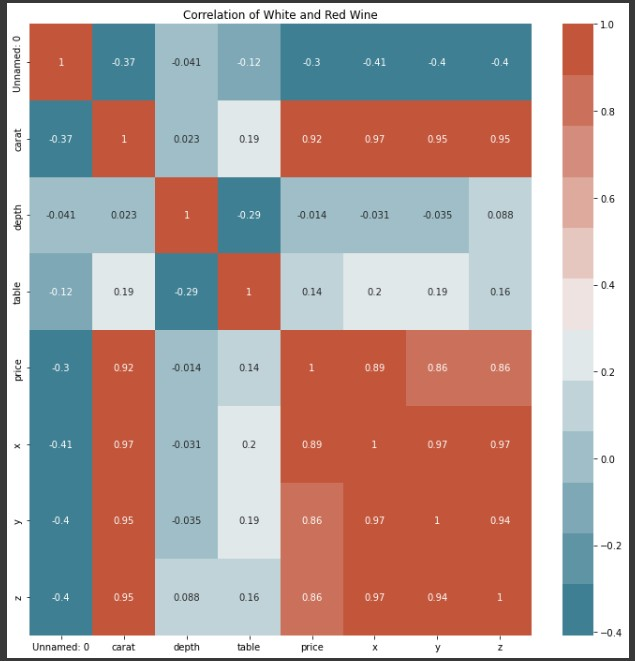 Correlation of White and Red Wine
Unnamed: 0 1 -0.37 -0.041 -0.12 -0.3 -0.41 -0.4 -0.4
carat -0.37 1 0.023 0.19 0.92 0.97 0.95 0.95
depth -0.041 0.023 1 -0.29 -0.014 -0.031 -0.035 0.088
table -0.12 0.19 -0.29 1 0.14 0.2 0.19 0.16
price -0.3 0.92 -0.014 0.14 1 0.89 0.86 0.86
x -0.41 0.97 -0.031 0.2 0.89 1 0.97 0.97
y -0.4 0.95 -0.035 0.19 0.86 0.97 1 0.94
z -0.4 0.95 0.088 0.16 0.86 0.97 0.94 1
Unnamed: 0 carat depth table price x y z
1.0
0.8
0.6
0.4
0.2
0.0
−0.2
−0.4